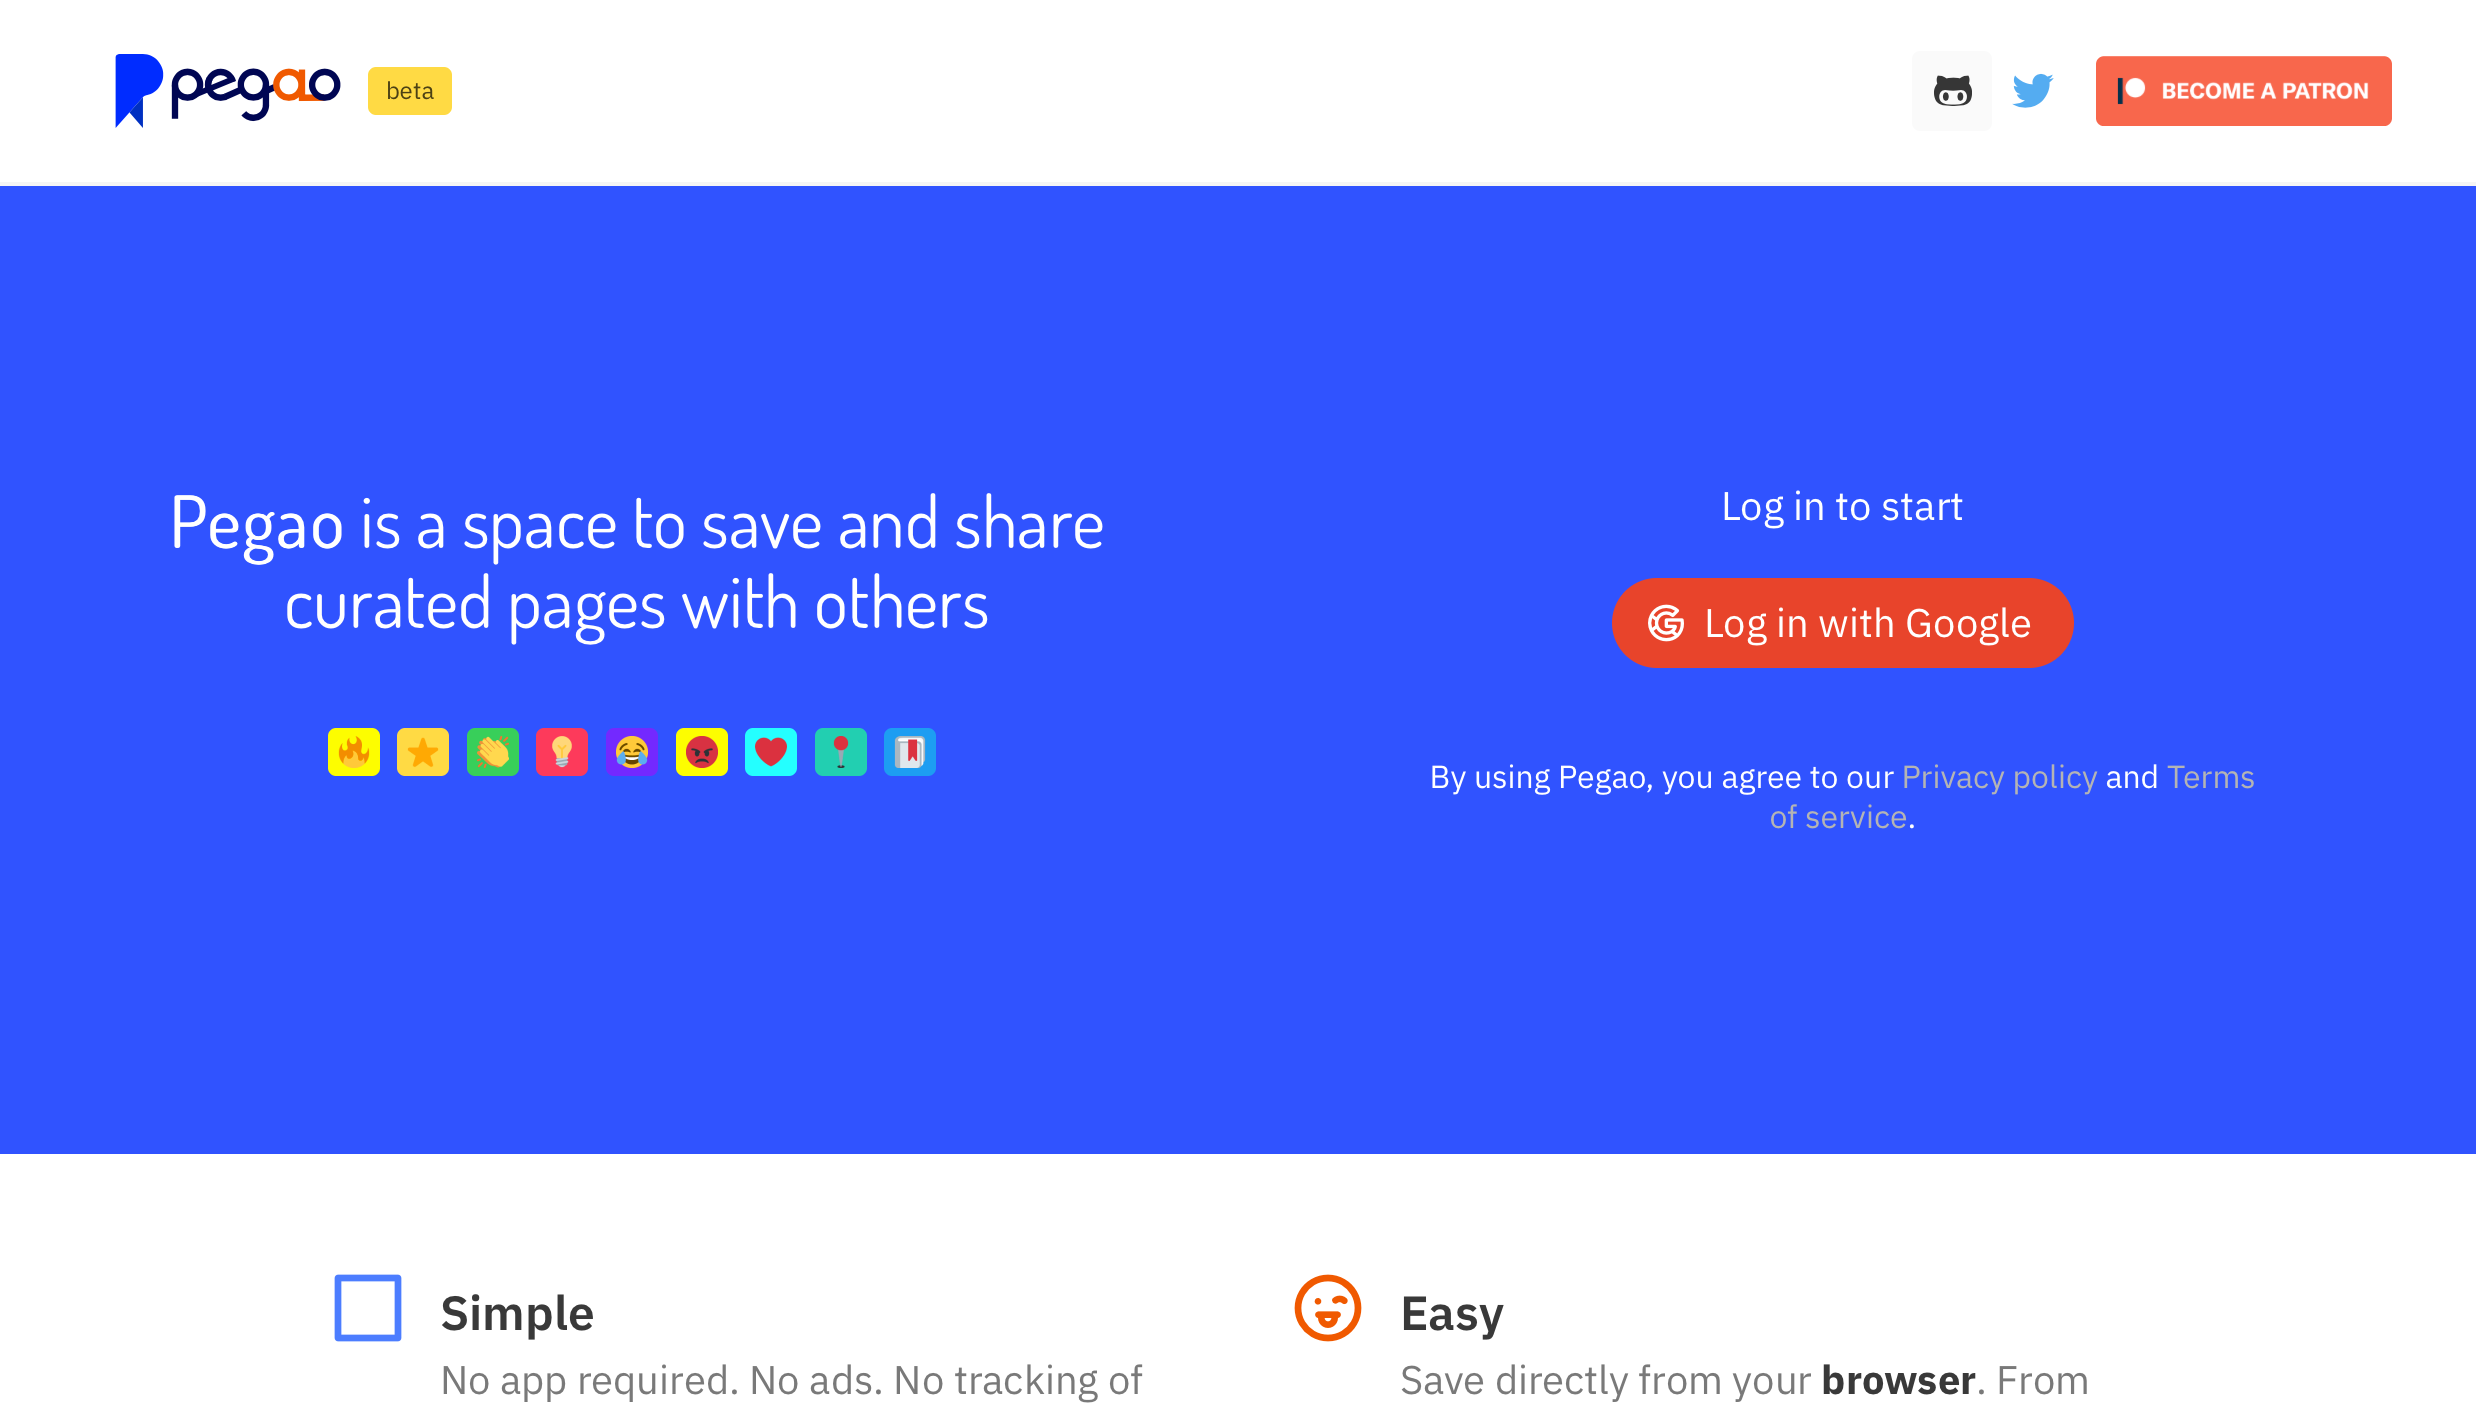 pegao
beta
BECOME A PATRON
Pegao is a space to save and share
curated pages with others
Log in to start
Log in with Google
By using Pegao, you agree to our Privacy policy and Terms
of service.
Simple
No app required. No ads. No tracking of
Easy
Save directly from your browser. From